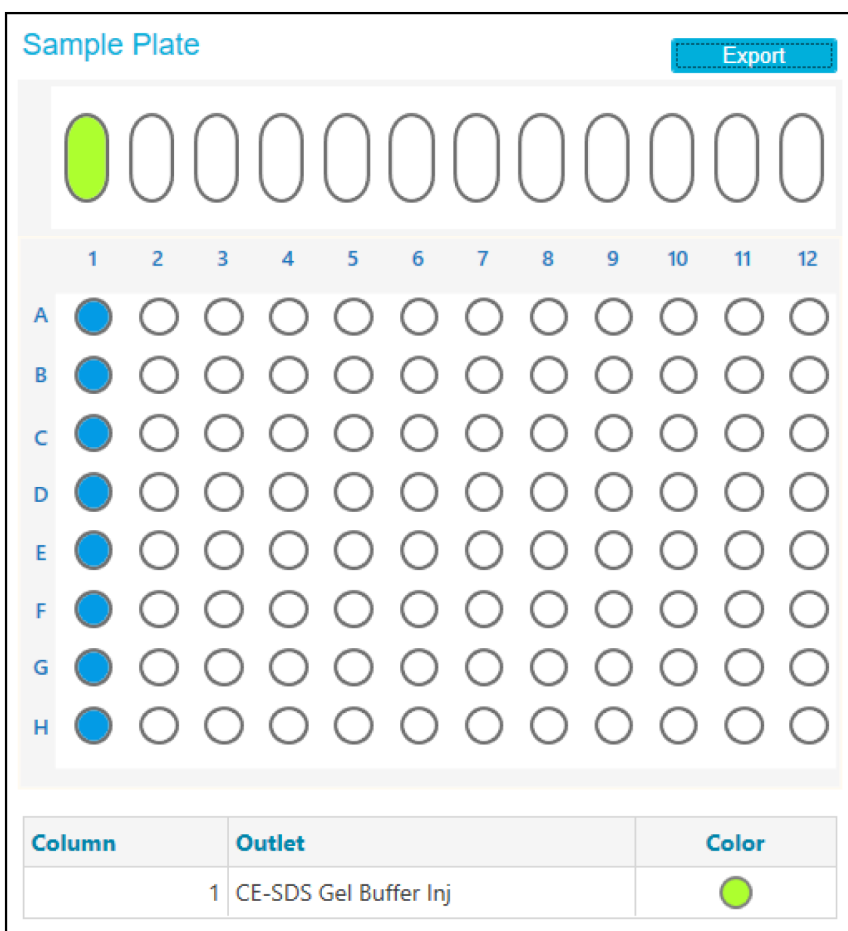 Sample Plate
Export
1 2 3 4 5 6 7 8 9 10 11 12
A
B
C
D
E
F
G
H
Column Outlet Color
1 CE-SDS Gel Buffer Inj